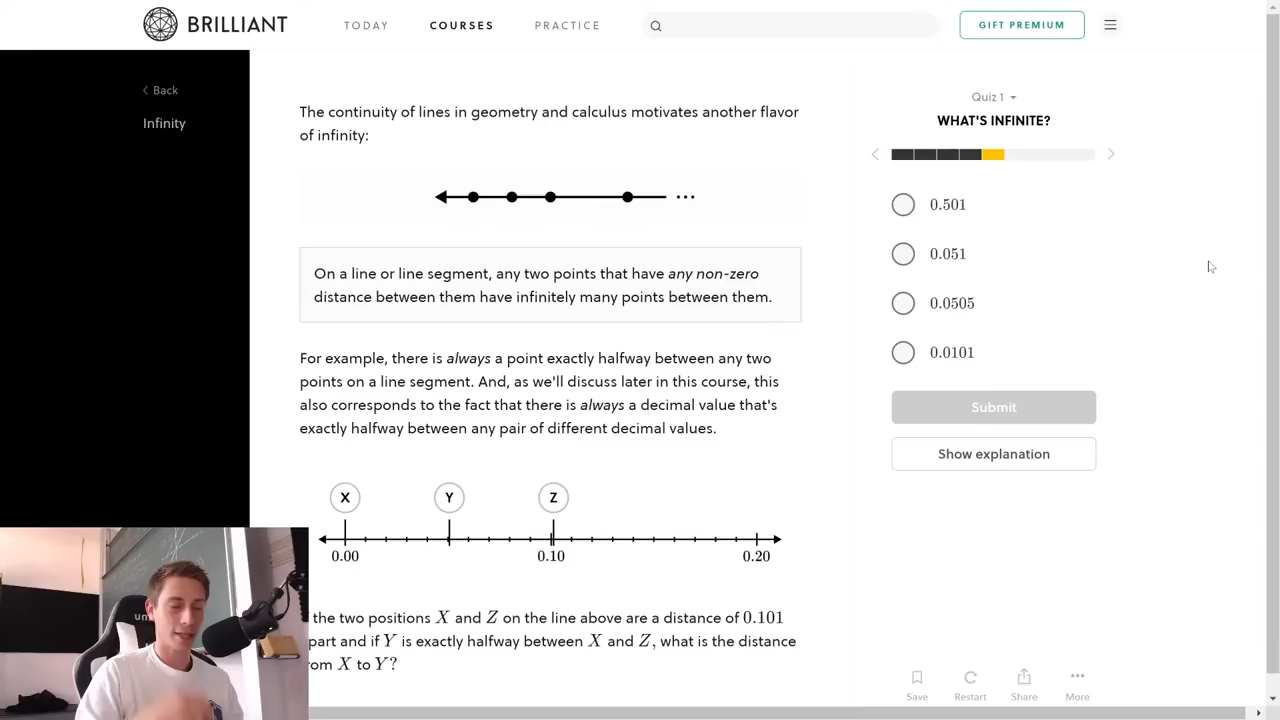 BRILLIANT
TODAY
COURSES
PRACTICE
GIFT PREMIUM
Back
Infinity
The continuity of lines in geometry and calculus motivates another flavor
of infinity:
...
On a line or line segment, any two points that have any non-zero
distance between them have infinitely many points between them.
For example, there is always a point exactly halfway between any two
points on a line segment. And, as we'll discuss later in this course, this
also corresponds to the fact that there is always a decimal value that's
exactly halfway between any pair of different decimal values.
X Y Z
0.00 0.10 0.20
the two positions X and Z on the line above are a distance of 0.101
part and if Y is exactly halfway between X and Z, what is the distance
rom X to Y?
Quiz 1
WHAT'S INFINITE?
0.501
0.051
0.0505
0.0101
Submit
Show explanation
Save
Restart
Share
More